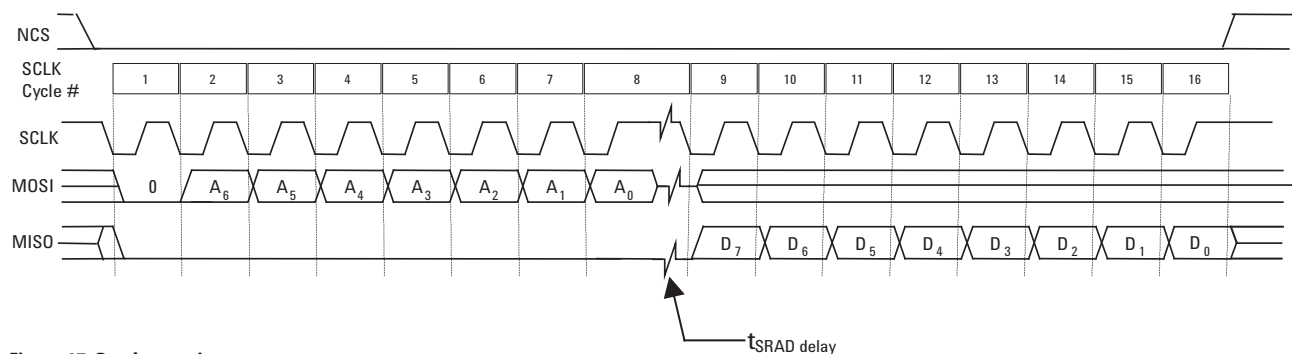 NCS
SCLK
Cycle #
1 2 3 4 5 6 7 8 9 10 11 12 13 14 15 16
SCLK
MOSI 0 A6 A5 A4 A3 A2 A1 A0
MISO D7 D6 D5 D4 D3 D2 D1 D0
tSRAD delay